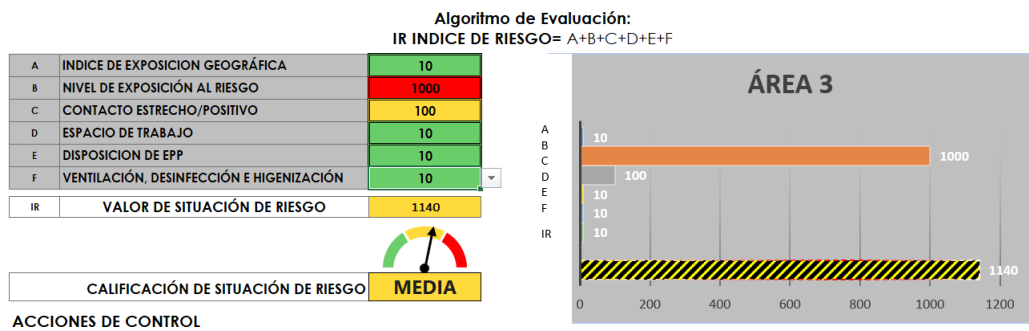 Algoritmo de Evaluación:
IR INDICE DE RIESGO= A+B+C+D+E+F
A INDICE DE EXPOSICION GEOGRÁFICA 10
B NIVEL DE EXPOSICIÓN AL RIESGO 1000
C CONTACTO ESTRECHO/POSITIVO 100
D ESPACIO DE TRABAJO 10
E DISPOSICION DE EPP 10
F VENTILACIÓN, DESINFECCIÓN E HIGENIZACIÓN 10
IR VALOR DE SITUACIÓN DE RIESGO 1140
CALIFICACIÓN DE SITUACIÓN DE RIESGO MEDIA
ACCIONES DE CONTROL
ÁREA 3
A
B
C
D
E
F
IR
10
1000
100
10
10
10
1140
0 200 400 600 800 1000 1200